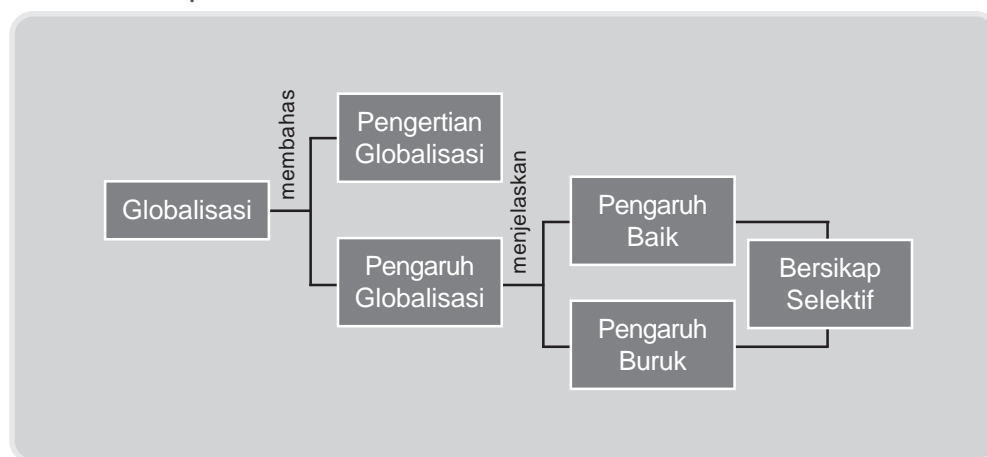 Globalisasi
membahas
Pengertian
Globalisasi
Pengaruh
Globalisasi
menjelaskan
Pengaruh
Baik
Pengaruh
Buruk
Bersikap
Selektif